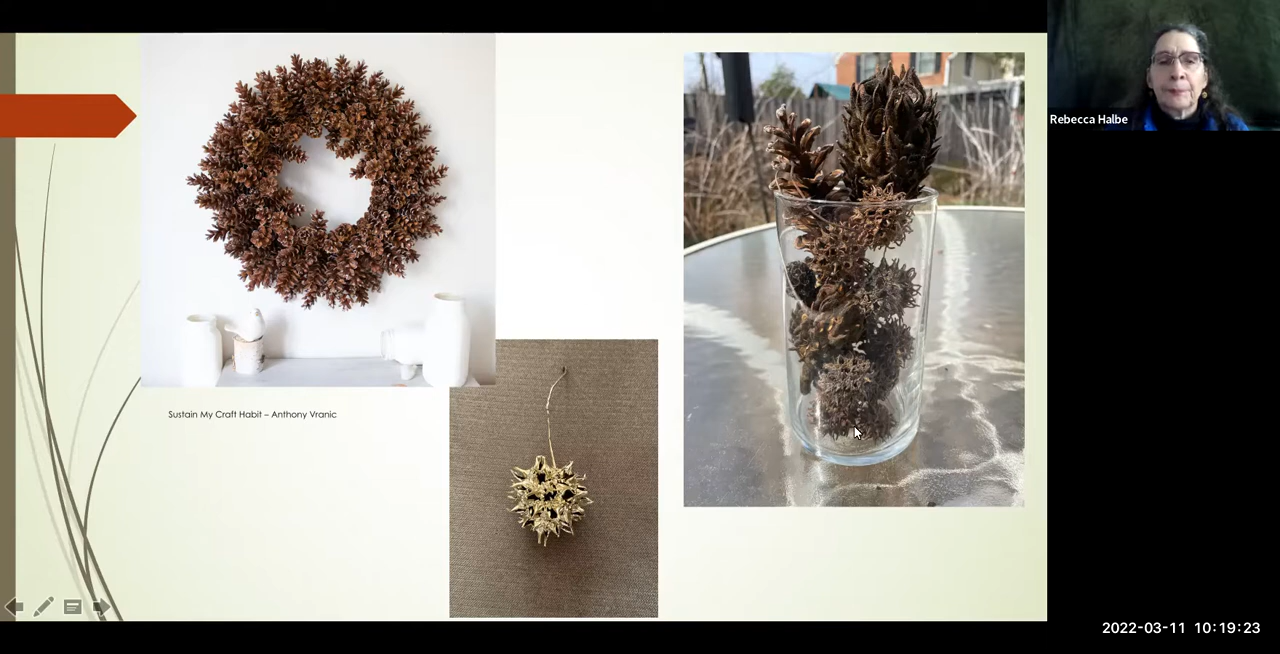 Rebecca Halbe
Sustain My Craft Habit – Anthony Vranic
2022-03-11 10:19:23